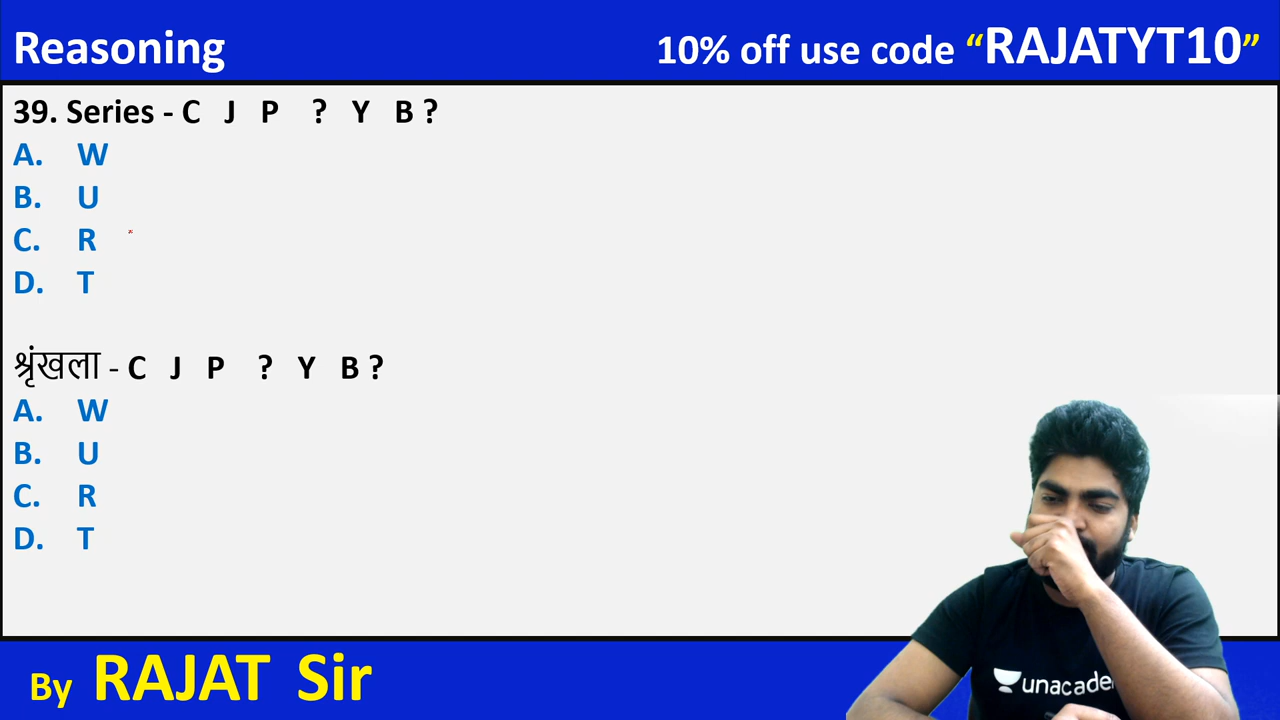 Reasoning
10% off use code “RAJATYT10”
39. Series - C J P ? Y B ?
A. W
B. U
C. R
D. T
श्रृंखला - C J P ? Y B ?
A. W
B. U
C. R
D. T
By RAJAT Sir
unacade